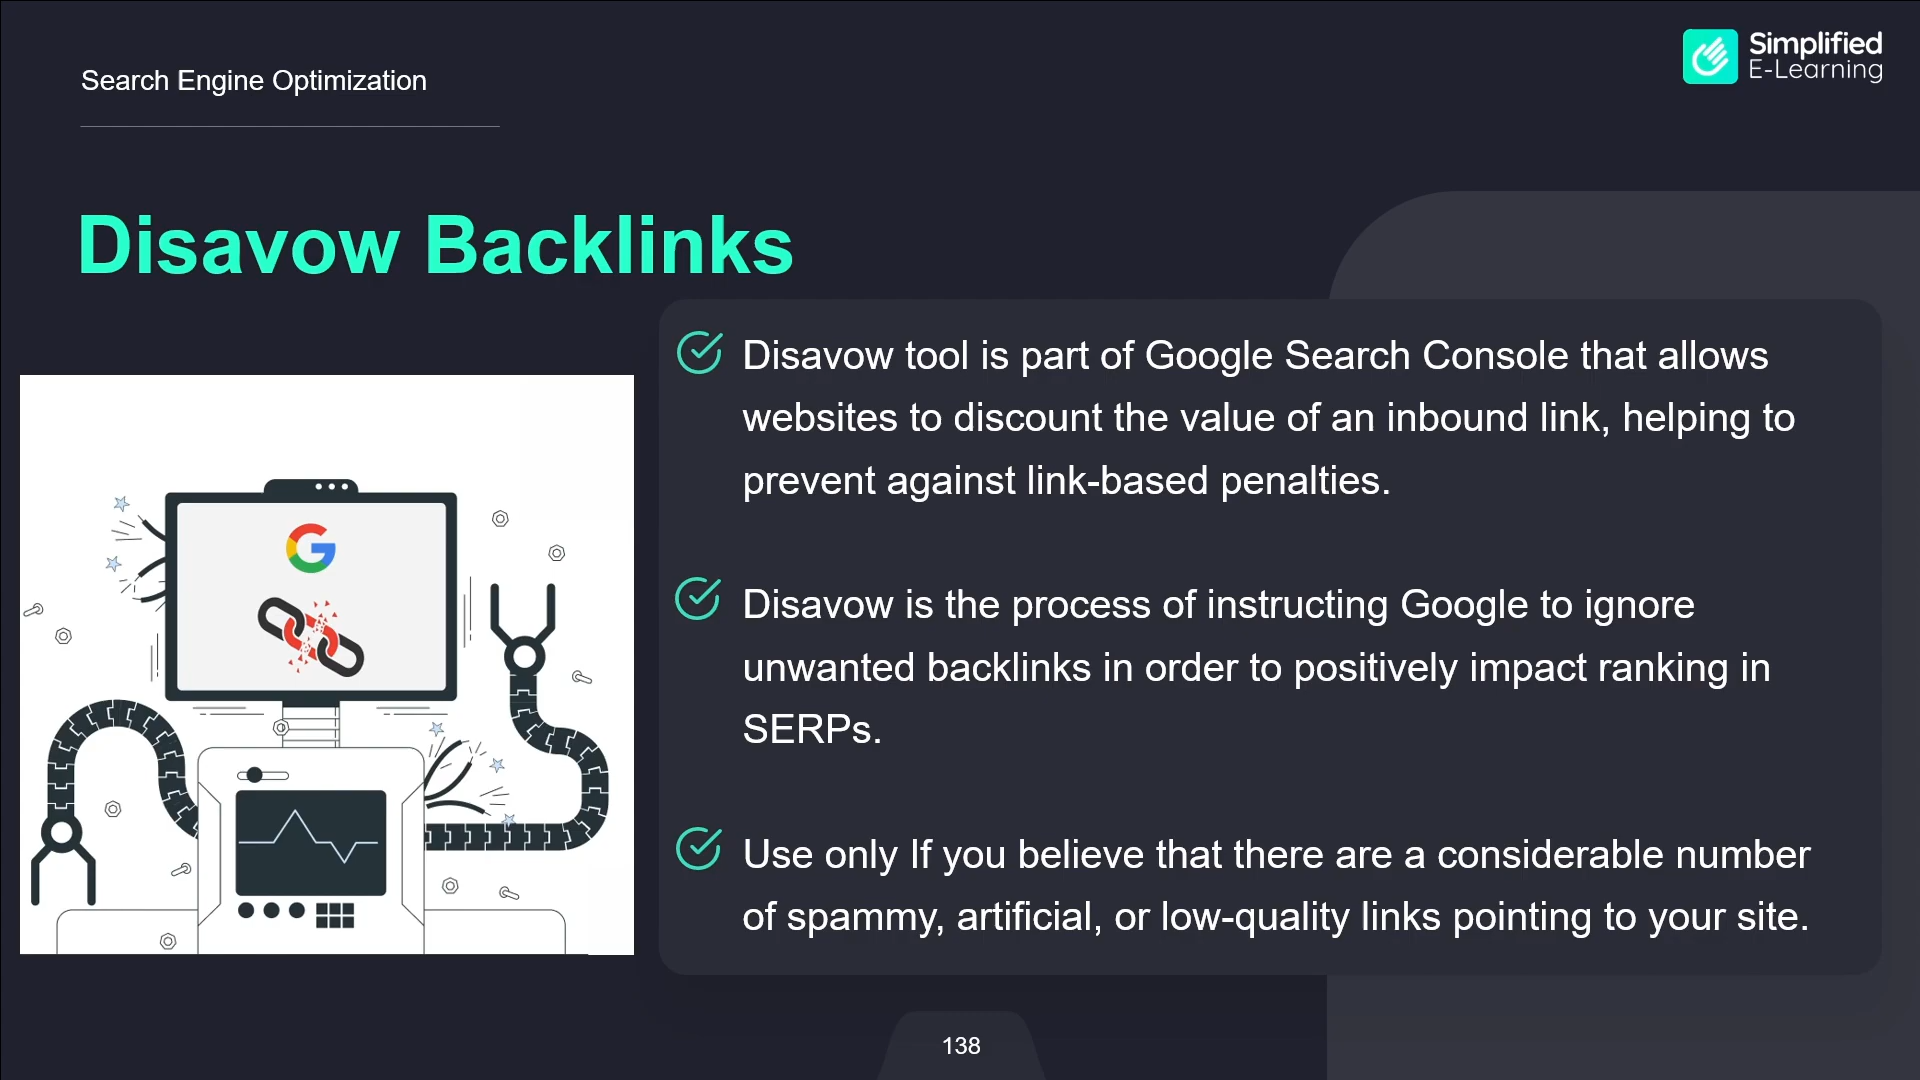 Simplified
E-Learning
Search Engine Optimization
Disavow Backlinks
Disavow tool is part of Google Search Console that allows
websites to discount the value of an inbound link, helping to
prevent against link-based penalties.
Disavow is the process of instructing Google to ignore
unwanted backlinks in order to positively impact ranking in
SERPs.
Use only If you believe that there are a considerable number
of spammy, artificial, or low-quality links pointing to your site.
138